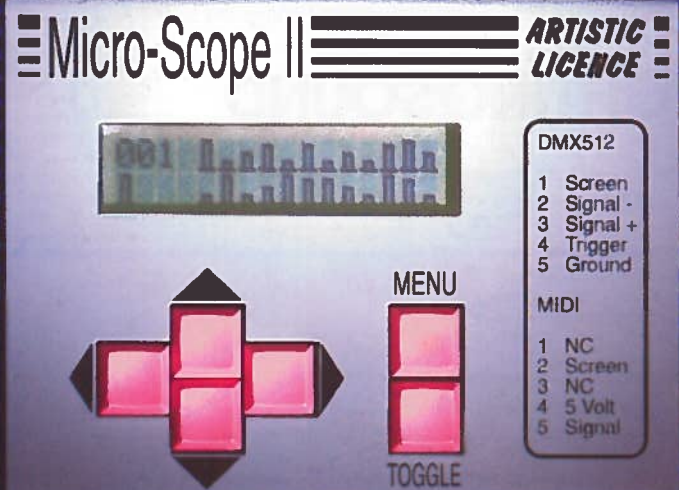 Micro-Scope II
ARTISTIC
LICENCE
001
DMX512
1 Screen
2 Signal -
3 Signal +
4 Trigger
5 Ground
MIDI
1 NC
2 Screen
3 NC
4 5 Volt
5 Signal
MENU
TOGGLE